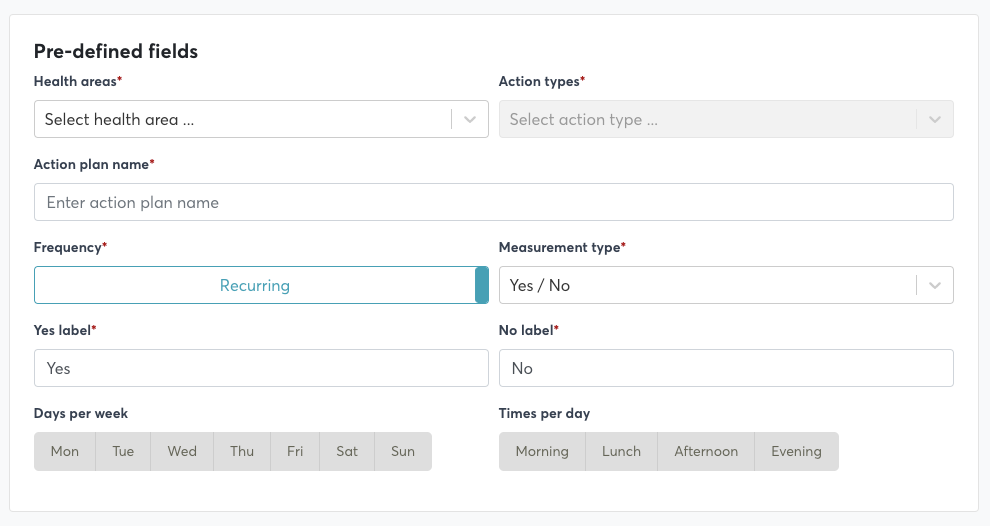 Pre-defined fields
Health areas* Action types*
Select health area ... Select action type ...
Action plan name*
Enter action plan name
Frequency* Measurement type*
Recurring Yes / No
Yes label* No label*
Yes No
Days per week Times per day
Mon Tue Wed Thu Fri Sat Sun Morning Lunch Afternoon Evening